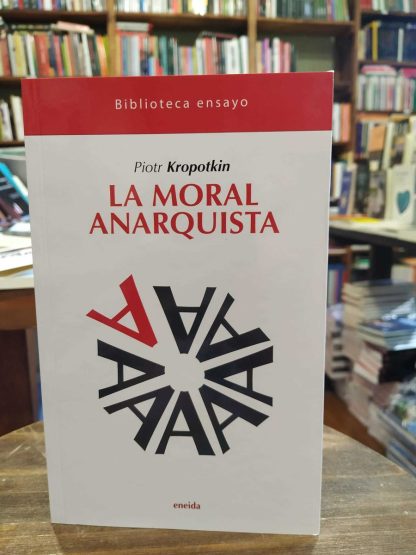 Biblioteca ensayo
Piotr Kropotkin
LA MORAL
ANARQUISTA
A
A
A
A
A
A
A
A
eneida